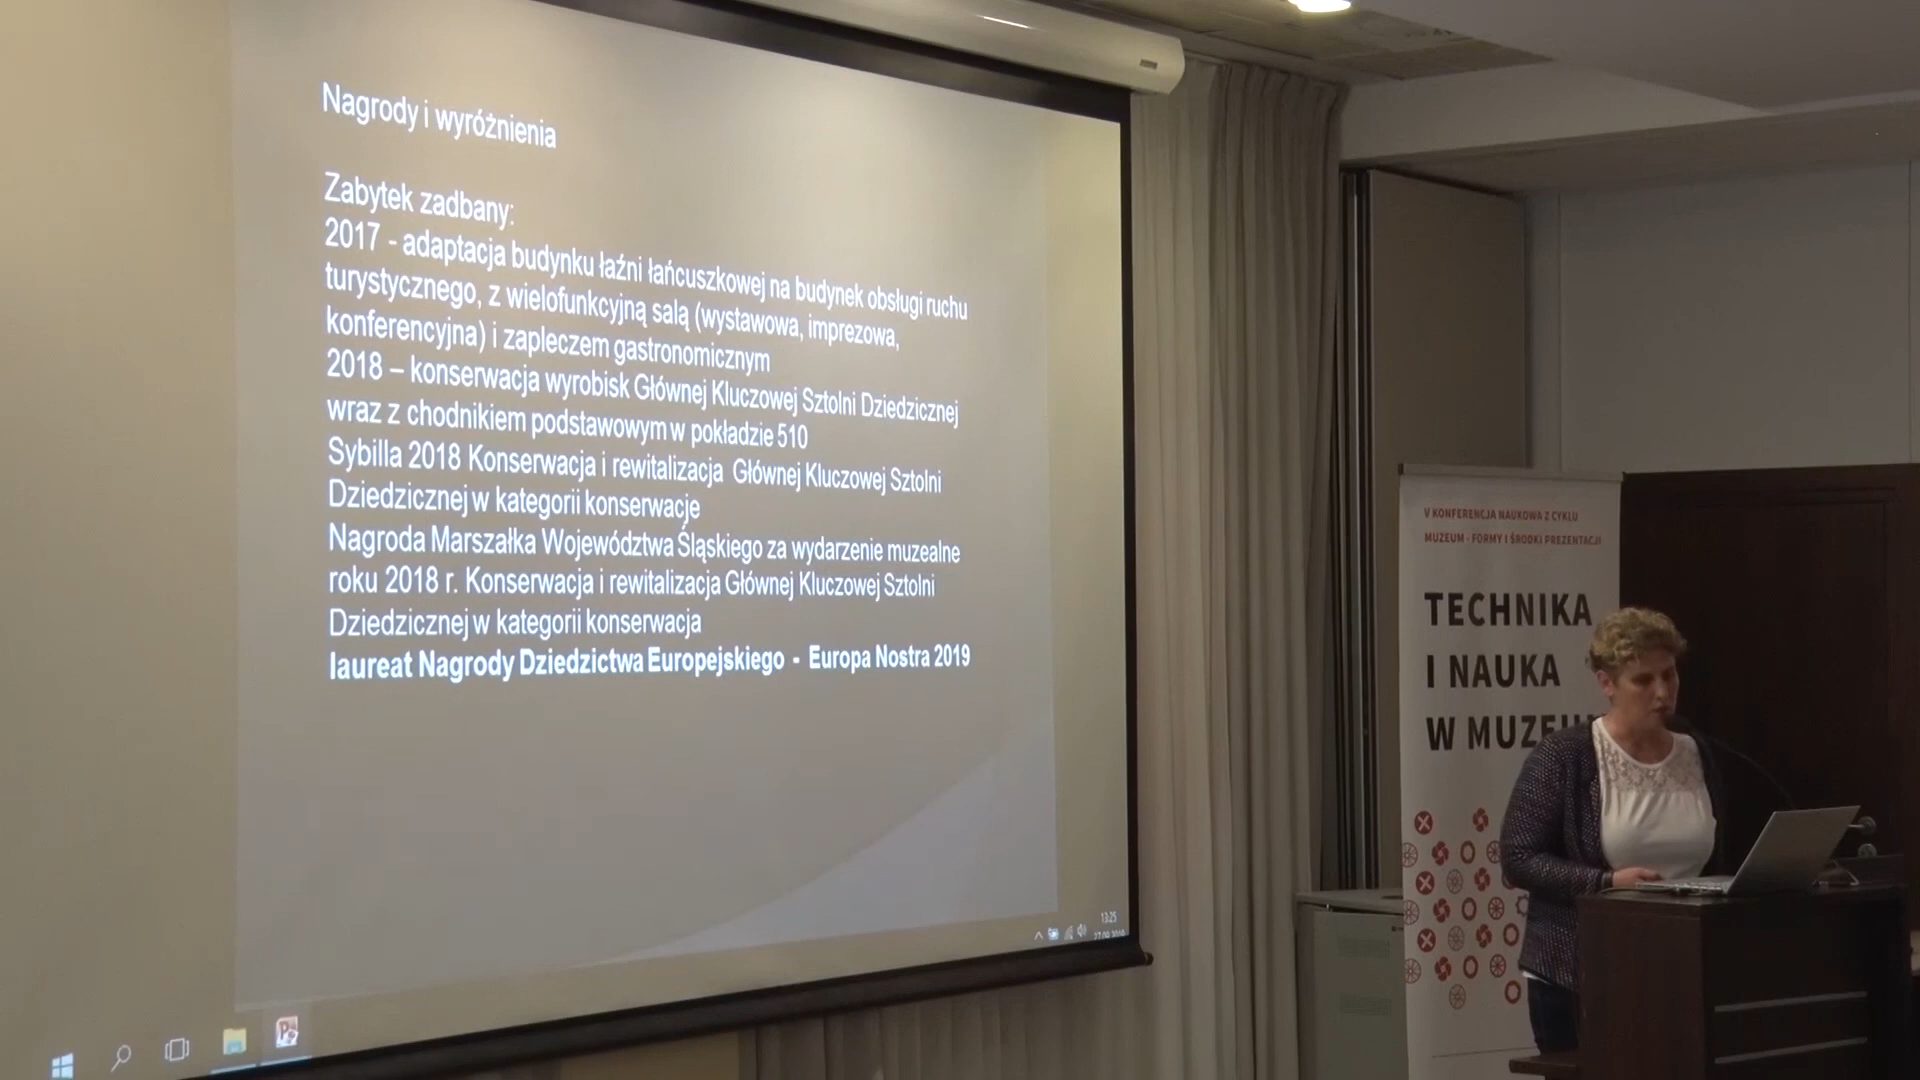 Nagrody i wyróżnienia
Zabytek zadbany:
2017 - adaptacja budynku łaźni łańcuszkowej na budynek obsługi ruchu
turystycznego, z wielofunkcyjną salą (wystawowa, imprezowa,
konferencyjna) i zapleczem gastronomicznym
2018 – konserwacja wyrobisk Głównej Kluczowej Sztolni Dziedzicznej
wraz z chodnikiem podstawowym w pokładzie 510
Sybilla 2018 Konserwacja i rewitalizacja Głównej Kluczowej Sztolni
Dziedzicznej w kategorii konserwacje
Nagroda Marszałka Województwa Śląskiego za wydarzenie muzealne
roku 2018 r. Konserwacja i rewitalizacja Głównej Kluczowej Sztolni
Dziedzicznej w kategorii konserwacja
laureat Nagrody Dziedzictwa Europejskiego - Europa Nostra 2019
13:25
V KONFERENCJA NAUKOWA Z CYKLU
MUZEUM - FORMY I ŚRODKI PREZENTACJI
TECHNIKA
I NAUKA
W MUZEUM